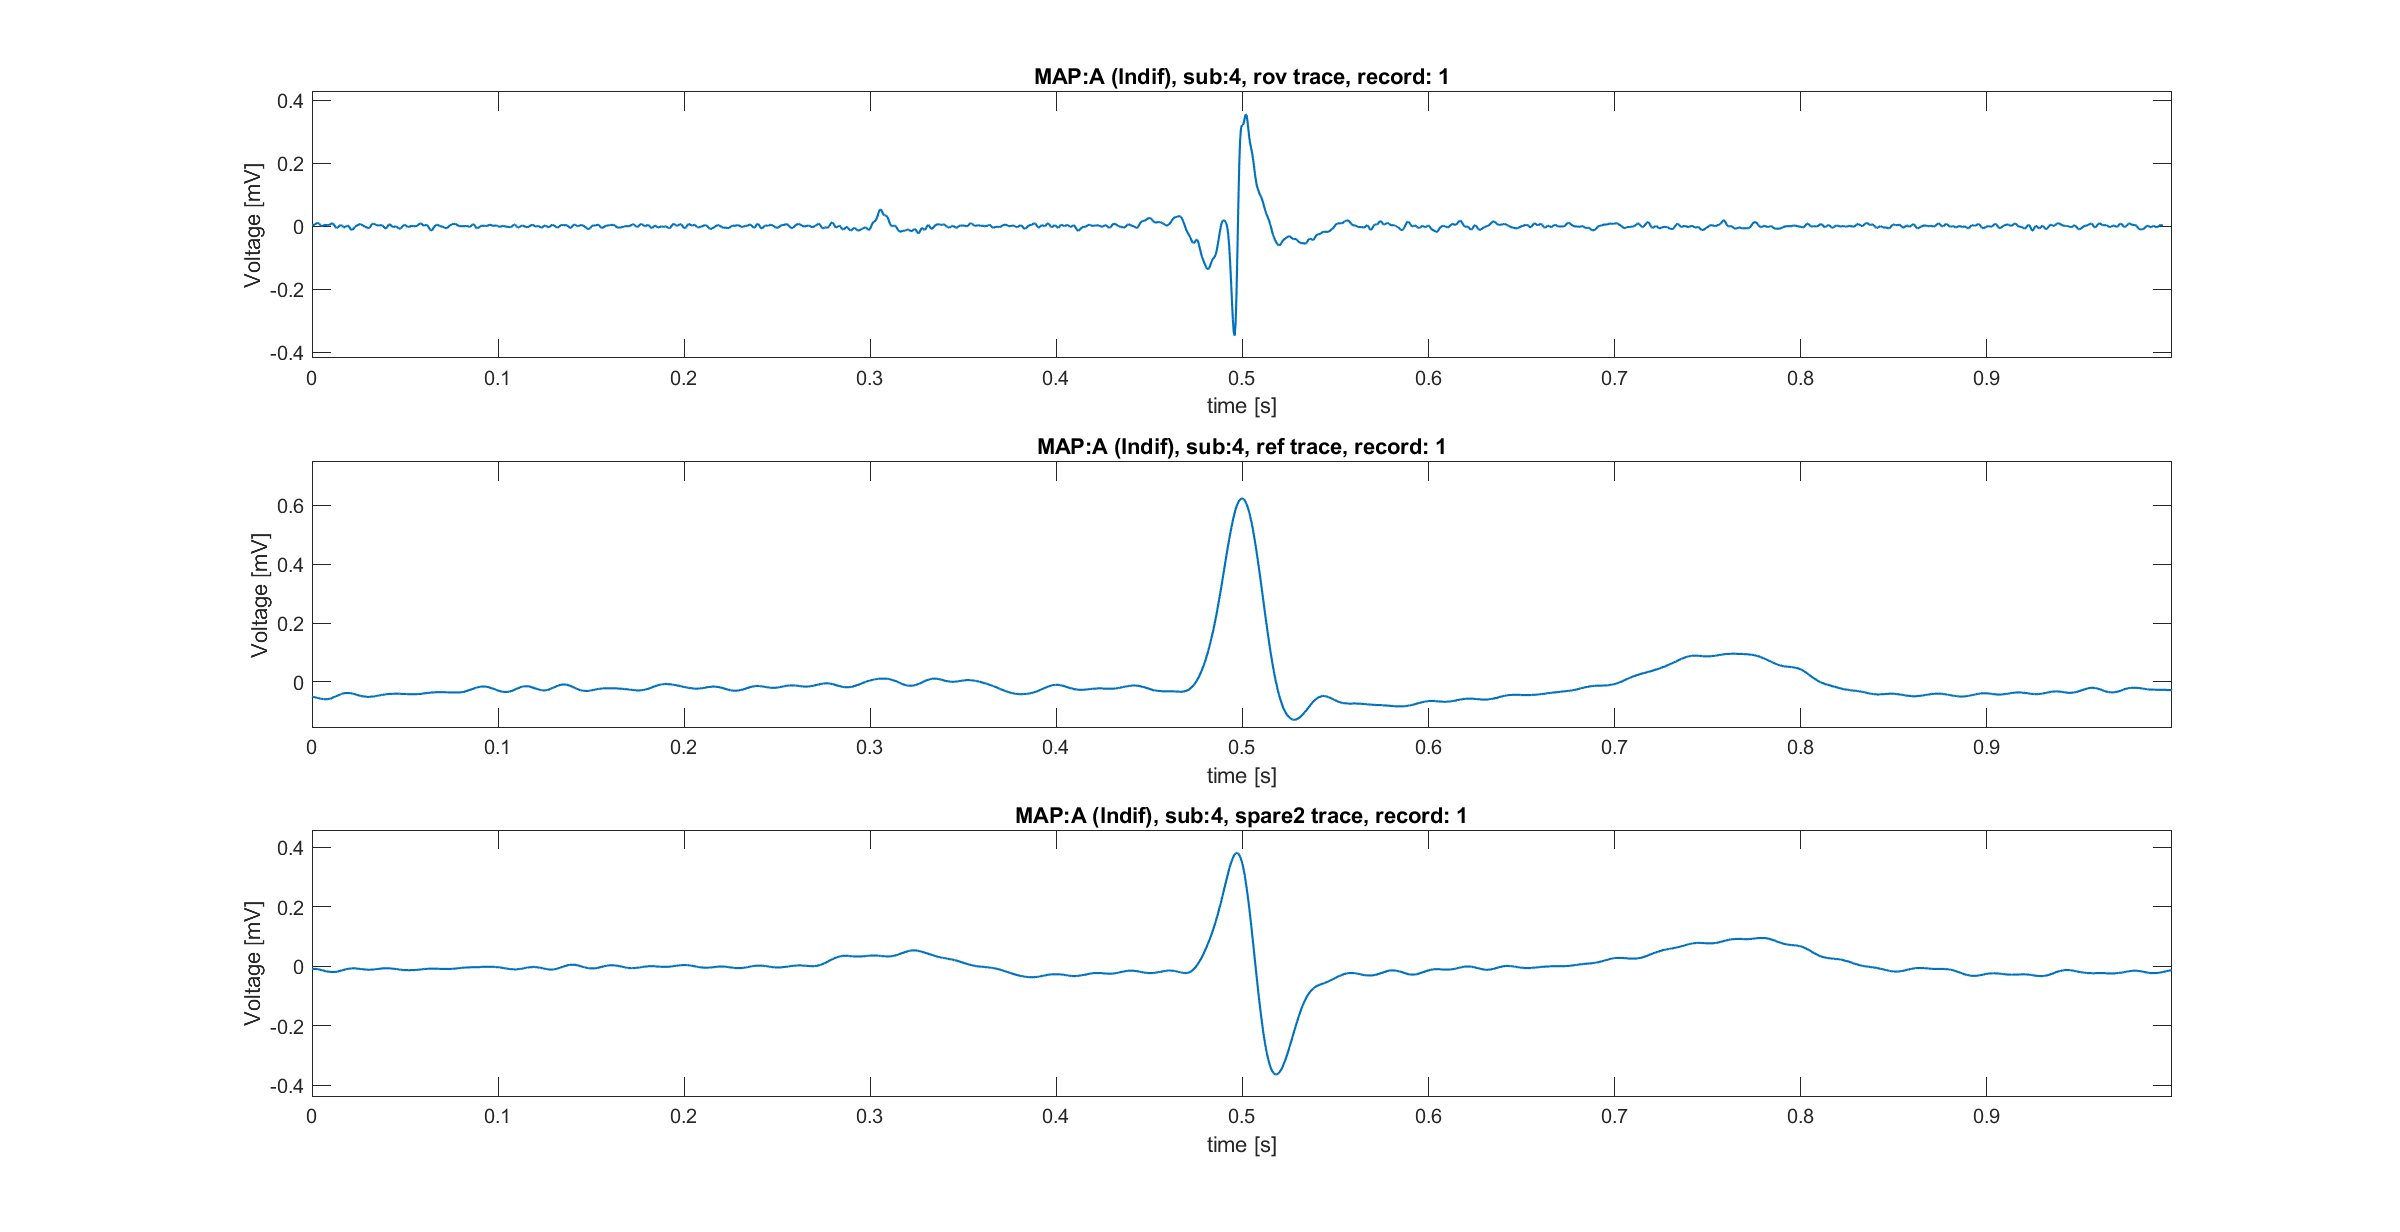 MAP:A (Indif), sub:4, rov trace, record: 1
Voltage [mV]
0.4
0.2
0
-0.2
-0.4
0 0.1 0.2 0.3 0.4 0.5 0.6 0.7 0.8 0.9
time [s]
MAP:A (Indif), sub:4, ref trace, record: 1
Voltage [mV]
0.6
0.4
0.2
0
0 0.1 0.2 0.3 0.4 0.5 0.6 0.7 0.8 0.9
time [s]
MAP:A (Indif), sub:4, spare2 trace, record: 1
Voltage [mV]
0.4
0.2
0
-0.2
-0.4
0 0.1 0.2 0.3 0.4 0.5 0.6 0.7 0.8 0.9
time [s]